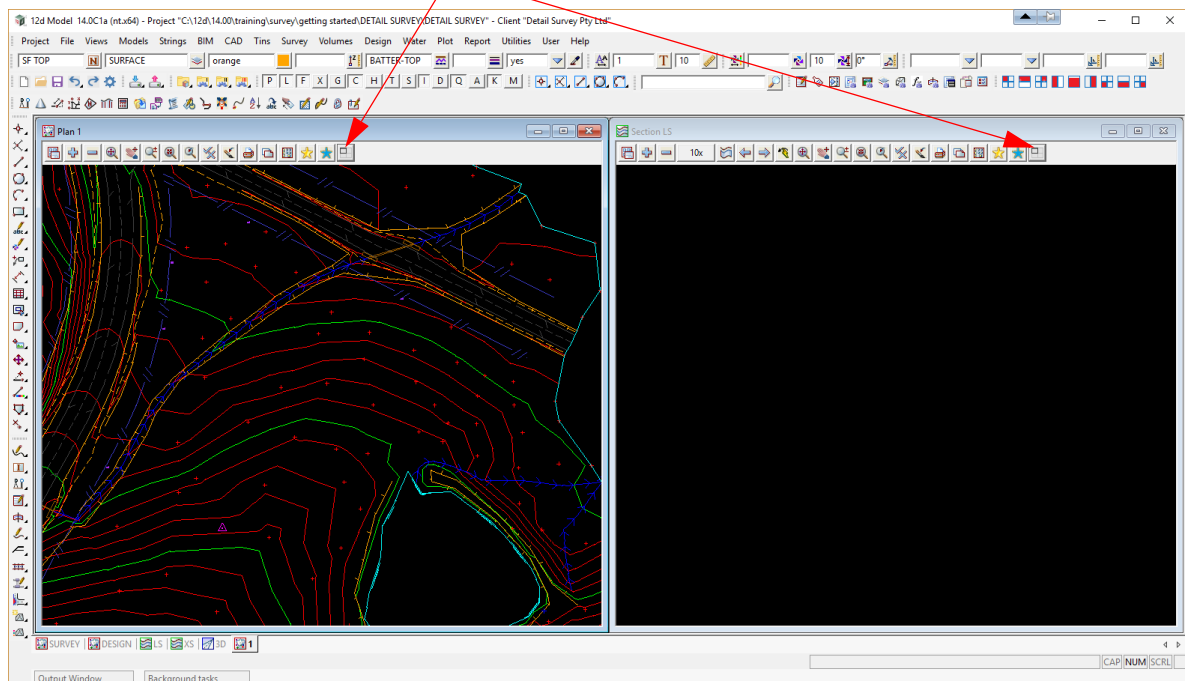 12d Model 14.0C1a (nt.x64) - Project "C:\12d\14.00\training\survey\getting started\DETAIL SURVEY\DETAIL SURVEY" - Client "Detail Survey Pty Ltd"
Project File Views Models Strings BIM CAD Tins Survey Volumes Design Water Plot Report Utilities User Help
SF TOP N SURFACE orange BATTER-TOP yes 1 T 10 10 0°
P L F X G C H T S I D Q A K M
Plan 1
Section LS
10x
abc
SURVEY DESIGN LS XS 3D 1
CAP NUM SCRL
Output Window Background tasks